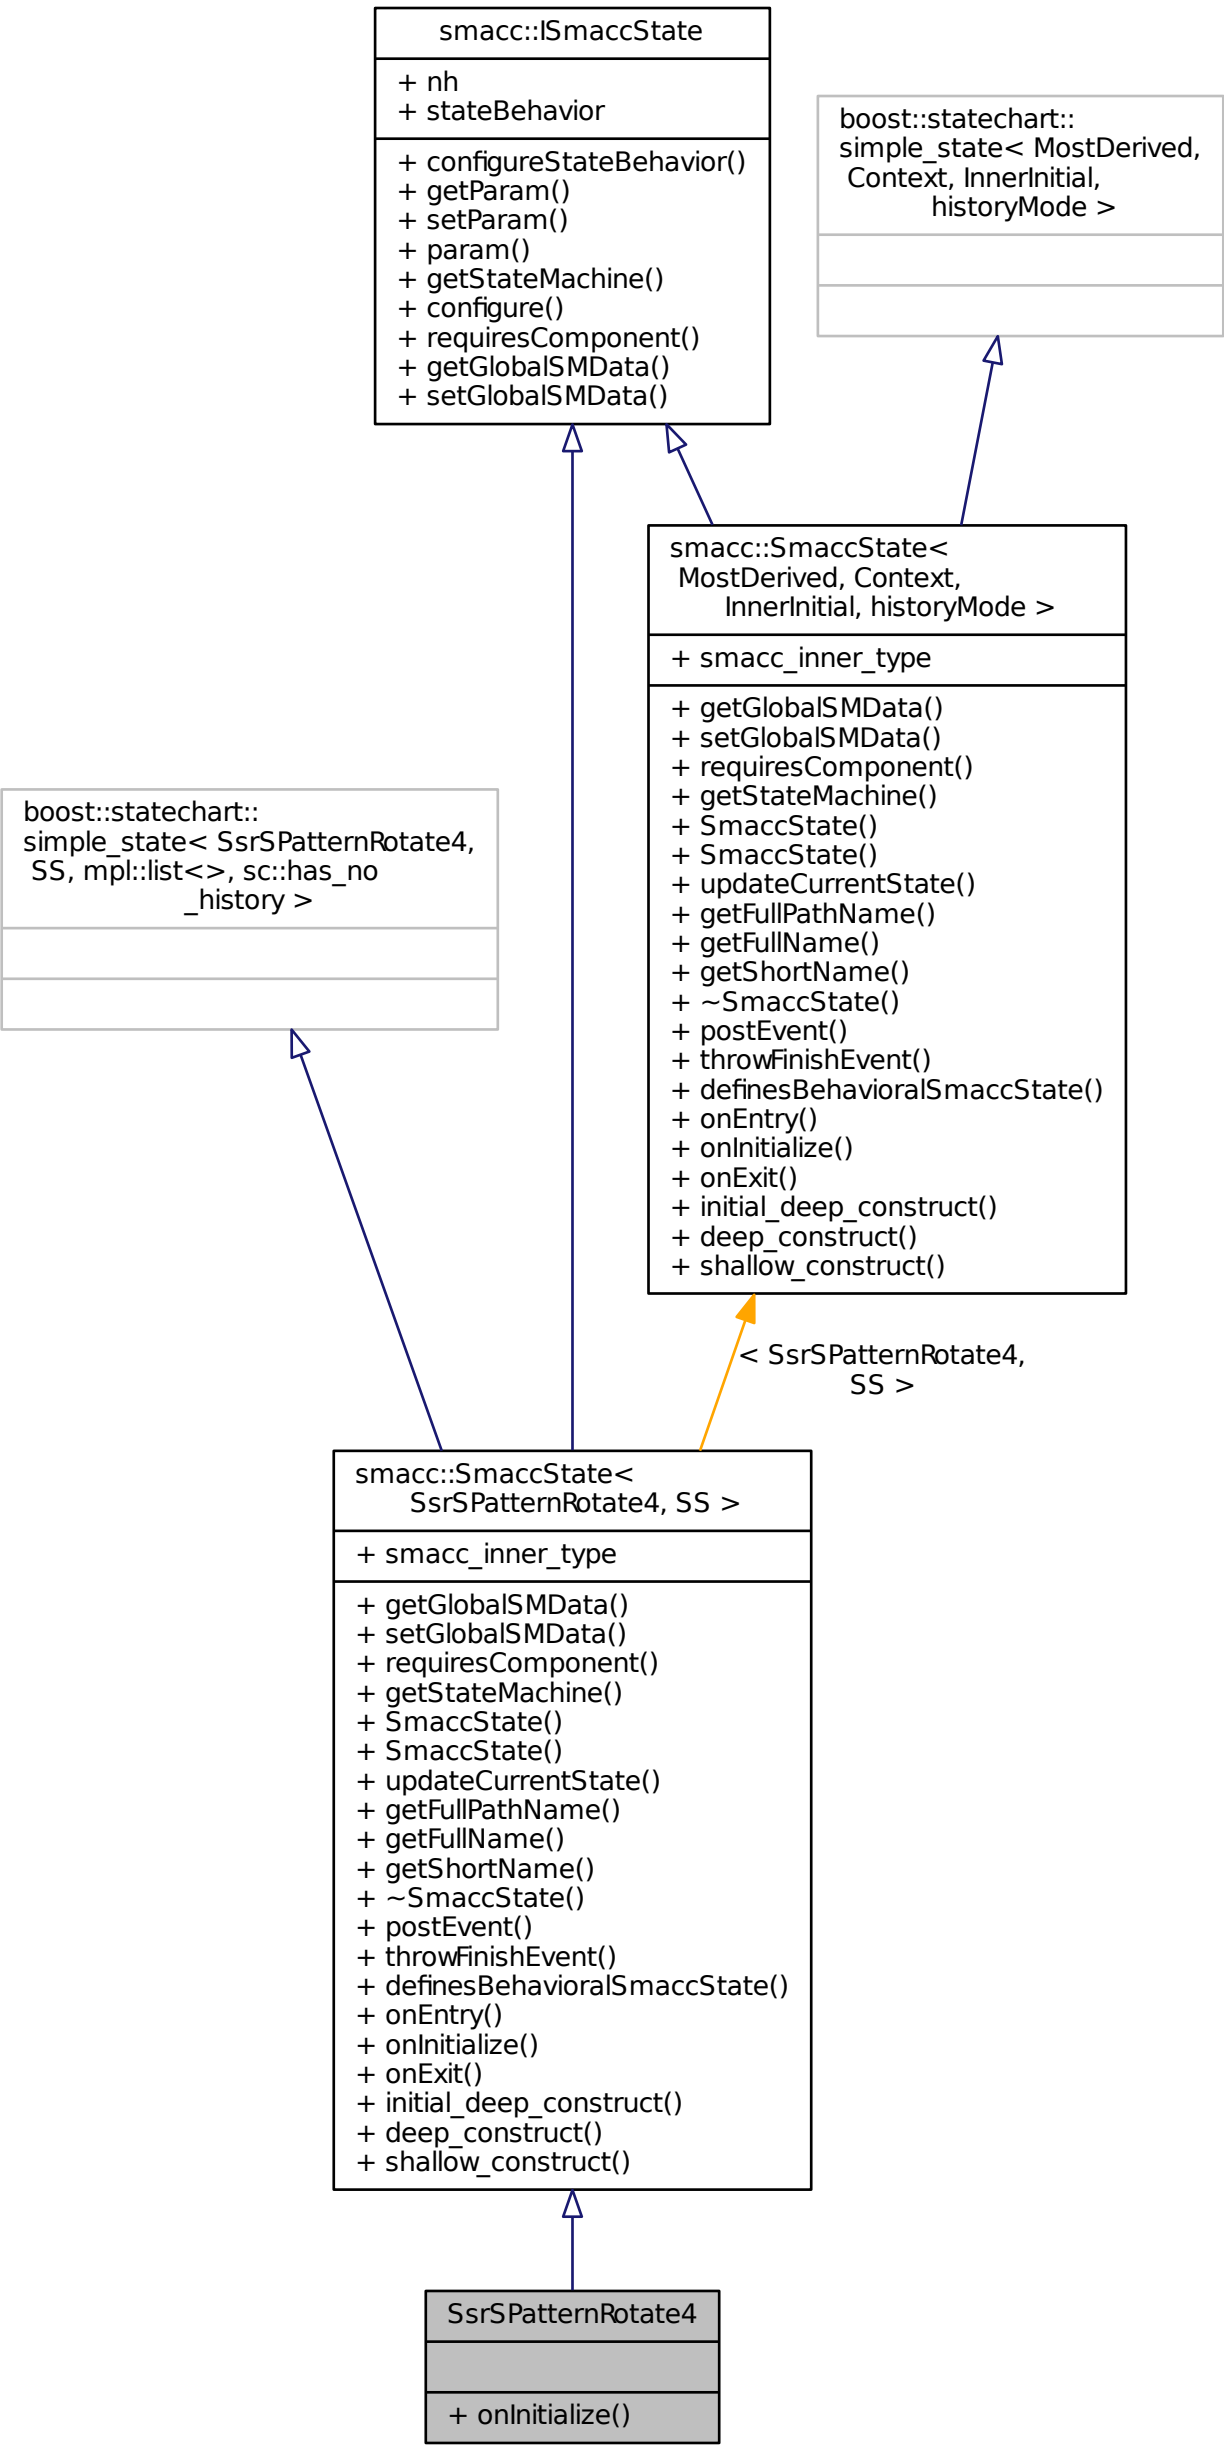 smacc::ISmaccState
+ nh
+ stateBehavior
+ configureStateBehavior()
+ getParam()
+ setParam()
+ param()
+ getStateMachine()
+ configure()
+ requiresComponent()
+ getGlobalSMData()
+ setGlobalSMData()
boost::statechart::
simple_state< MostDerived,
Context, InnerInitial,
historyMode >
smacc::SmaccState<
MostDerived, Context,
InnerInitial, historyMode >
+ smacc_inner_type
+ getGlobalSMData()
+ setGlobalSMData()
+ requiresComponent()
+ getStateMachine()
+ SmaccState()
+ SmaccState()
+ updateCurrentState()
+ getFullPathName()
+ getFullName()
+ getShortName()
+ ~SmaccState()
+ postEvent()
+ throwFinishEvent()
+ definesBehavioralSmaccState()
+ onEntry()
+ onInitialize()
+ onExit()
+ initial_deep_construct()
+ deep_construct()
+ shallow_construct()
boost::statechart::
simple_state< SsrSPatternRotate4,
SS, mpl::list<>, sc::has_no
_history >
< SsrSPatternRotate4,
SS >
smacc::SmaccState<
SsrSPatternRotate4, SS >
+ smacc_inner_type
+ getGlobalSMData()
+ setGlobalSMData()
+ requiresComponent()
+ getStateMachine()
+ SmaccState()
+ SmaccState()
+ updateCurrentState()
+ getFullPathName()
+ getFullName()
+ getShortName()
+ ~SmaccState()
+ postEvent()
+ throwFinishEvent()
+ definesBehavioralSmaccState()
+ onEntry()
+ onInitialize()
+ onExit()
+ initial_deep_construct()
+ deep_construct()
+ shallow_construct()
SsrSPatternRotate4
+ onInitialize()